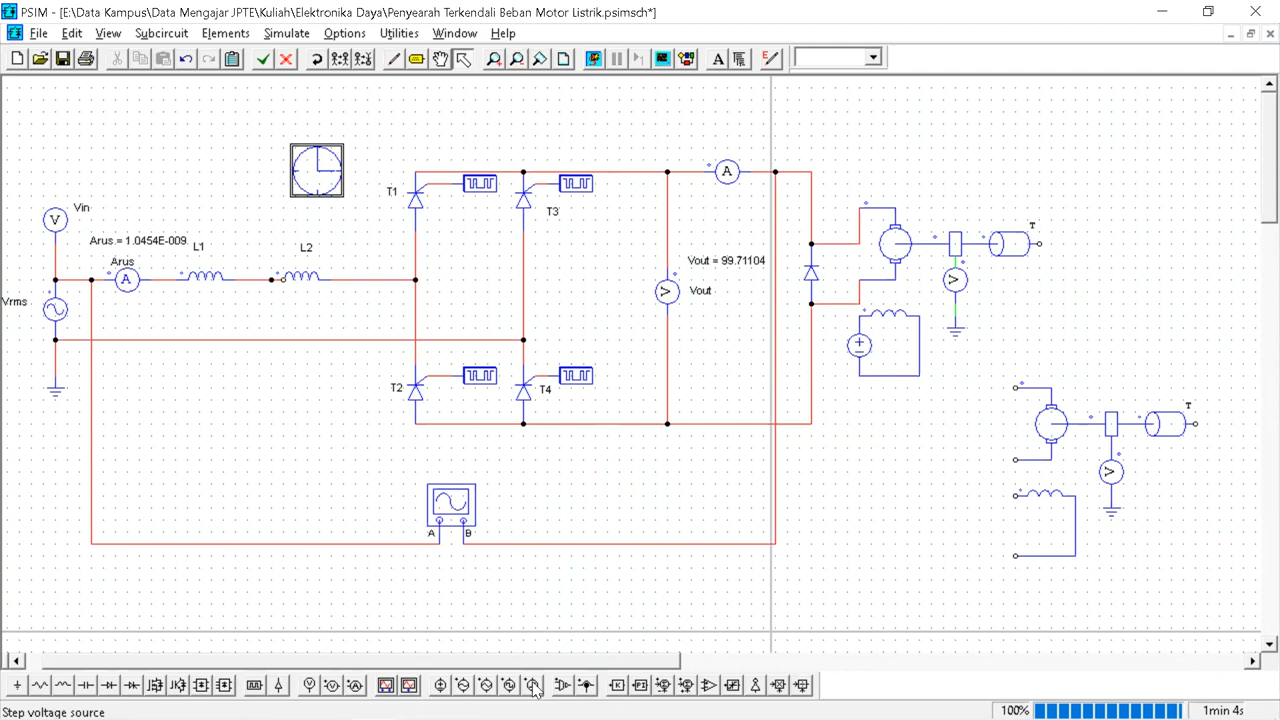 PSIM - [E:\Data Kampus\Data Mengajar JPTE\Kuliah\Elektronika Daya\Penyearah Terkendali Beban Motor Listrik.psimsch*]
File Edit View Subcircuit Elements Simulate Options Utilities Window Help
T
Vin
V
Arus = 1.0454E-009
Arus
A
L1
L2
Vrms
T1
T3
T2
T4
A
Vout = 99.71104
V
Vout
T
V
T
V
A B
Step voltage source
100%
1min 4s